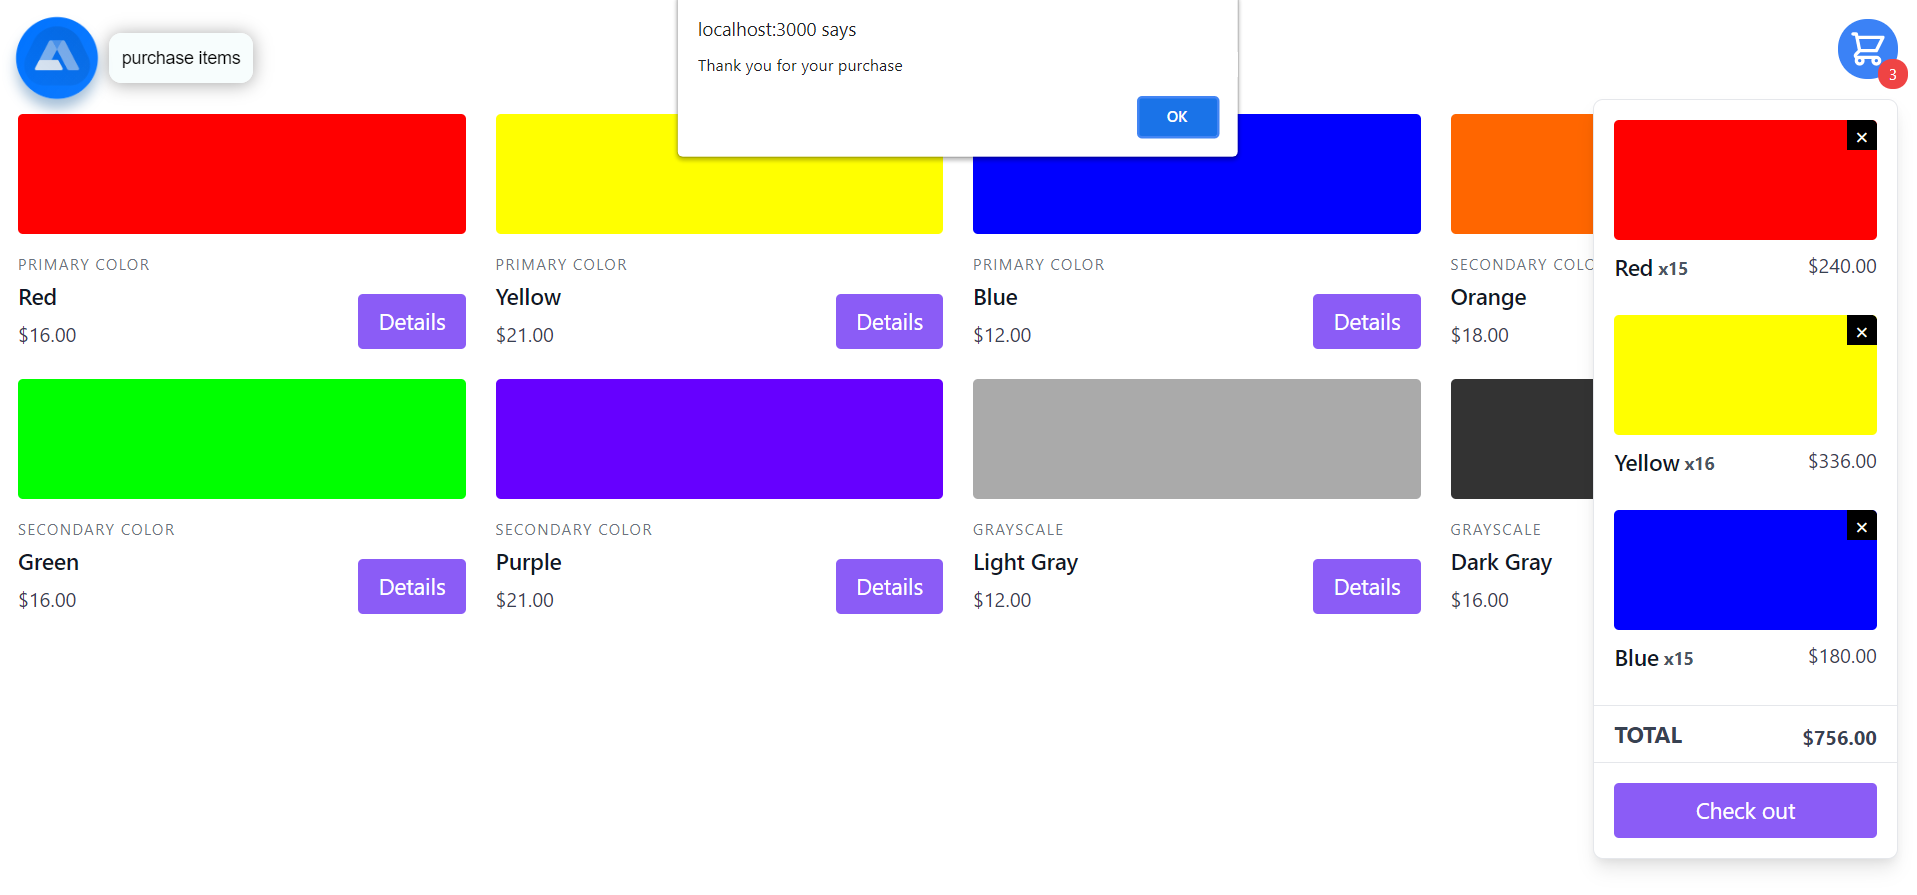 purchase items
localhost:3000 says
Thank you for your purchase
OK
3
PRIMARY COLOR
Red
$16.00
Details
PRIMARY COLOR
Yellow
$21.00
Details
PRIMARY COLOR
Blue
$12.00
Details
SECONDARY COLO
Orange
$18.00
SECONDARY COLOR
Green
$16.00
Details
SECONDARY COLOR
Purple
$21.00
Details
GRAYSCALE
Light Gray
$12.00
Details
GRAYSCALE
Dark Gray
$16.00
×
Red x15 $240.00
×
Yellow x16 $336.00
×
Blue x15 $180.00
TOTAL $756.00
Check out